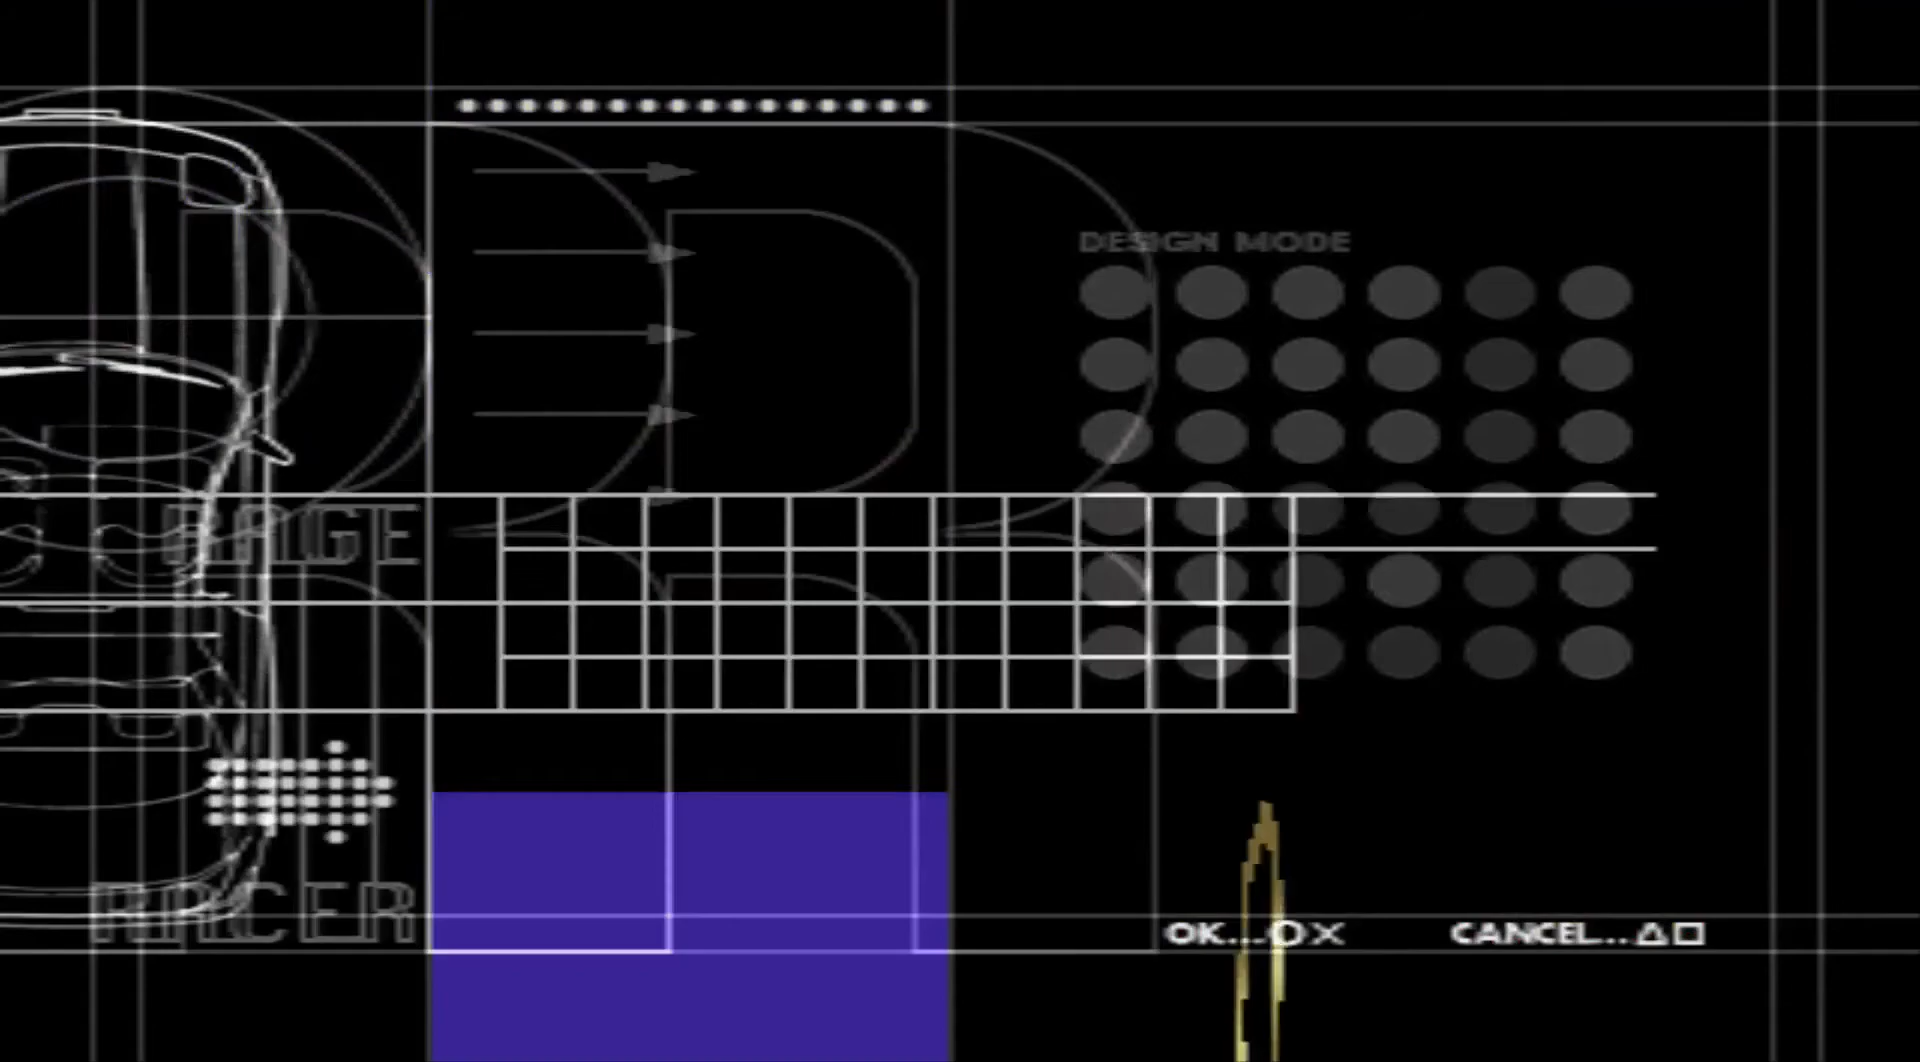 DESIGN MODE
RAGE
RACER
OK...○× CANCEL...△□